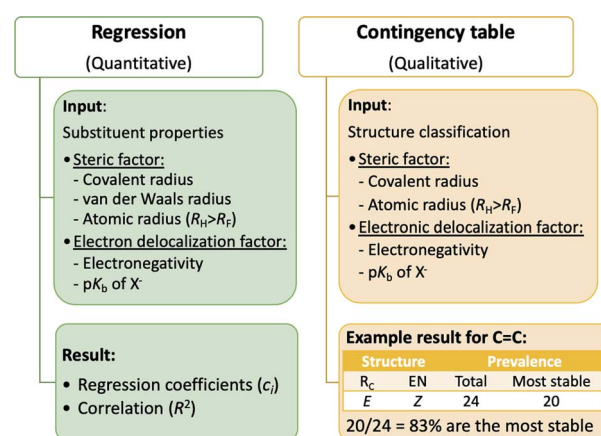 Regression
(Quantitative)
Input:
Substituent properties
• Steric factor:
- Covalent radius
- van der Waals radius
- Atomic radius (RH>RF)
• Electron delocalization factor:
- Electronegativity
- pKb of X-
Result:
• Regression coefficients (ci)
• Correlation (R2)
Contingency table
(Qualitative)
Input:
Structure classification
• Steric factor:
- Covalent radius
- Atomic radius (RH>RF)
• Electronic delocalization factor:
- Electronegativity
- pKb of X-
Example result for C=C:
Structure Prevalence
RC EN Total Most stable
E Z 24 20
20/24 = 83% are the most stable